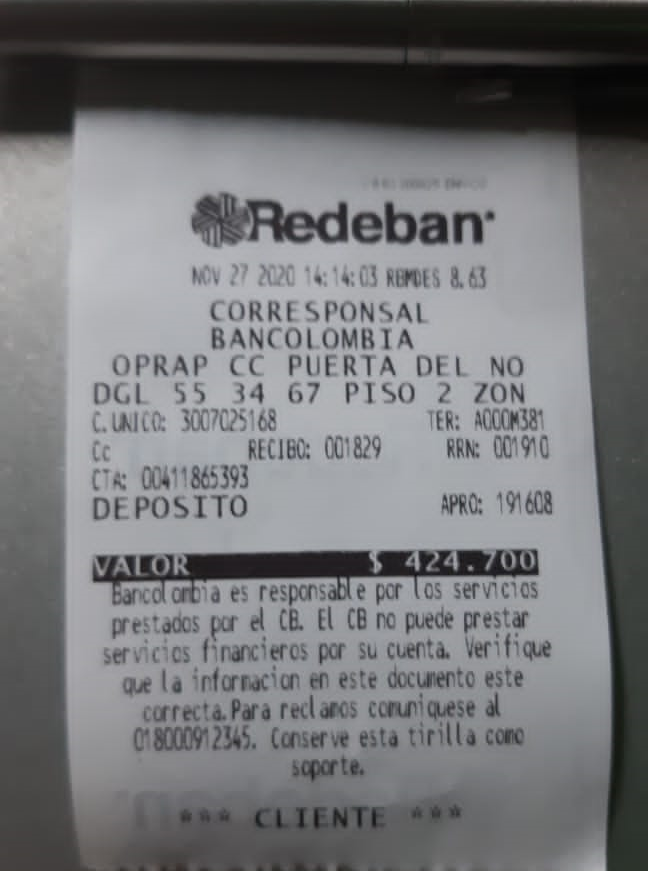 Redeban
NOV 27 2020 14:14:03 RBMDES 8.63
CORRESPONSAL
BANCOLOMBIA
OPRAP CC PUERTA DEL NO
DGL 55 34 67 PISO 2 ZON
C. UNICO: 3007025168 TER: A000M381
Cc RECIBO: 001829 RRN: 001910
CTA: 00411865393
DEPOSITO APRO: 191608
VALOR $ 424.700
Bancolombia es responsable por los servicios
prestados por el CB. El CB no puede prestar
servicios financieros por su cuenta. Verifique
que la informacion en este documento este
correcta.Para reclamos comuniquese al
018000912345. Conserve esta tirilla como
soporte.
*** CLIENTE ***